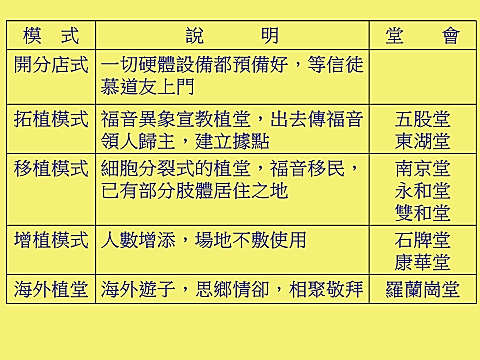 模 式 說 明 堂 會
開分店式 一切硬體設備都預備好，等信徒
慕道友上門
拓植模式 福音異象宣教植堂，出去傳福音 五股堂
領人歸主，建立據點 東湖堂
移植模式 細胞分裂式的植堂，福音移民， 南京堂
已有部分肢體居住之地 永和堂
雙和堂
增植模式 人數增添，場地不敷使用 石牌堂
康華堂
海外植堂 海外遊子，思鄉情卻，相聚敬拜 羅蘭崗堂